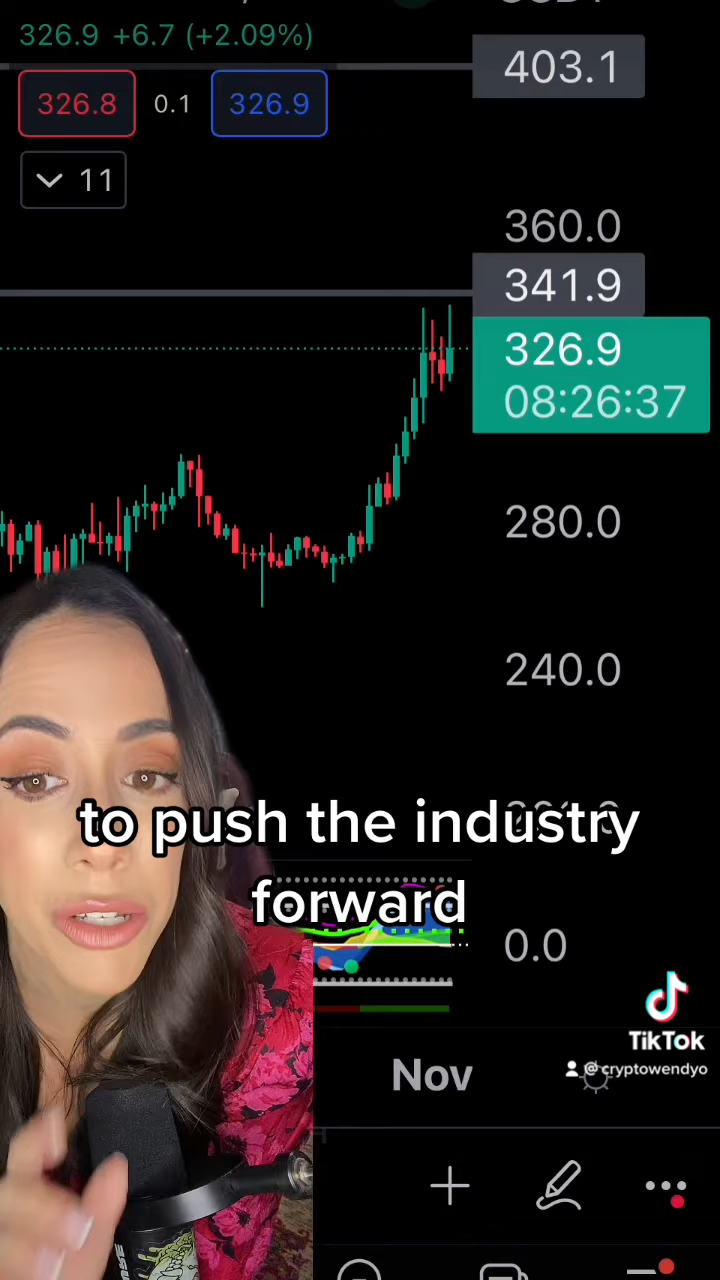 326.9 +6.7 (+2.09%)
403.1
326.8 0.1 326.9
11
360.0
341.9
326.9
08:26:37
280.0
240.0
to push the industry
forward
0.0
TikTok
@cryptowendyo
Nov